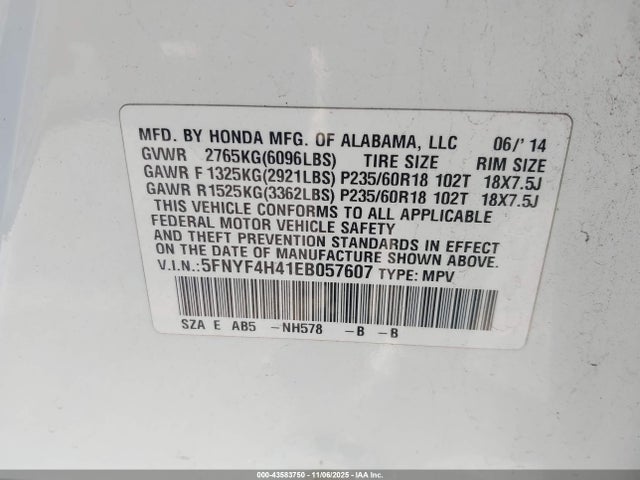 MFD. BY HONDA MFG. OF ALABAMA, LLC 06/'14
GVWR 2765KG(6096LBS) TIRE SIZE RIM SIZE
GAWR F 1325KG(2921LBS) P235/60R18 102T 18X7.5J
GAWR R1525KG(3362LBS) P235/60R18 102T 18X7.5J
THIS VEHICLE CONFORMS TO ALL APPLICABLE
FEDERAL MOTOR VEHICLE SAFETY
AND THEFT PREVENTION STANDARDS IN EFFECT
ON THE DATE OF MANUFACTURE SHOWN ABOVE.
V.I.N.:5FNYF4H41EB057607 TYPE: MPV
SZA E AB5 -NH578 -B -B
000-43583750 - 11/06/2025 - IAAI.COM